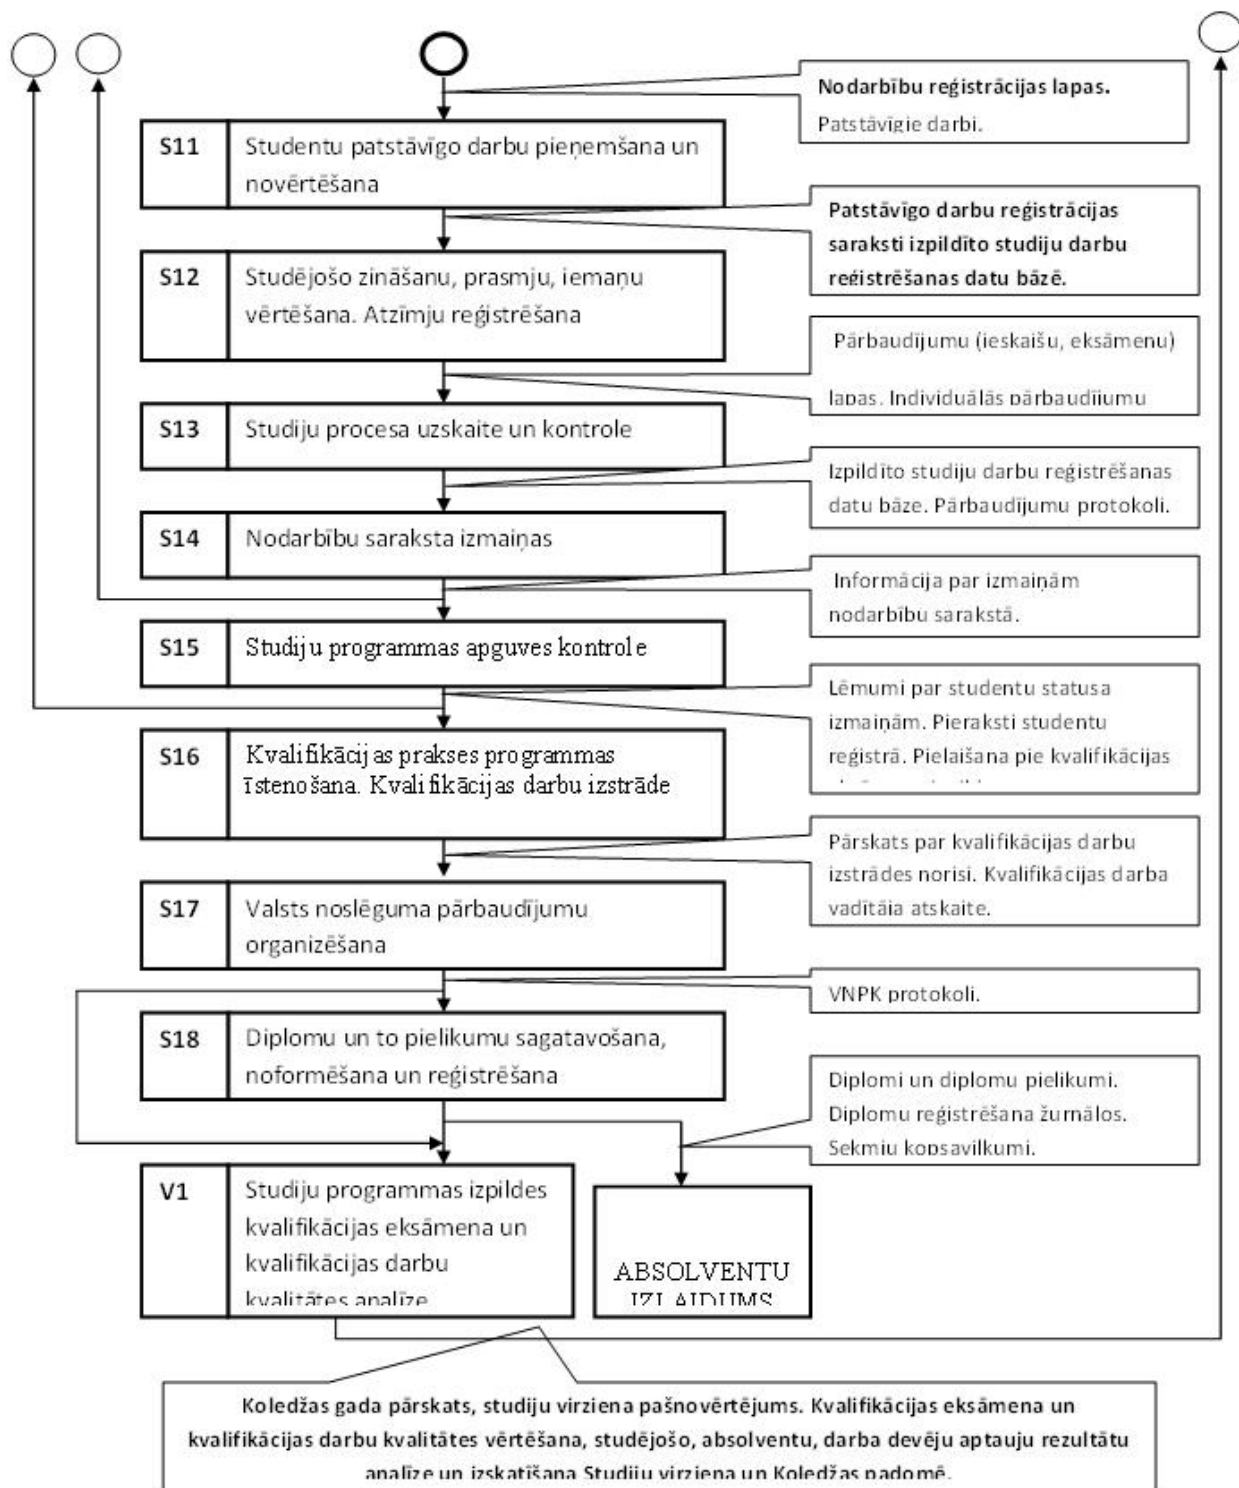 Nodarbību reģistrācijas lapas.
Patstāvīgie darbi.
S11
Studentu patstāvīgo darbu pieņemšana un
novērtēšana
Patstāvīgo darbu reģistrācijas
saraksti izpildīto studiju darbu
reģistrēšanas datu bāzē.
S12
Studējošo zināšanu, prasmju, iemaņu
vērtēšana. Atzīmju reģistrēšana
Pārbaudījumu (ieskaišu, eksāmenu)
lapas. Individuālās pārbaudījumu
S13
Studiju procesa uzskaite un kontrole
Izpildīto studiju darbu reģistrēšanas
datu bāze. Pārbaudījumu protokoli.
S14
Nodarbību saraksta izmaiņas
Informācija par izmaiņām
nodarbību sarakstā.
S15
Studiju programmas apguves kontrole
Lēmumi par studentu statusa
izmaiņām. Pieraksti studentu
reģistrā. Pielaišana pie kvalifikācijas
S16
Kvalifikācijas prakses programmas
īstenošana. Kvalifikācijas darbu izstrāde
Pārskats par kvalifikācijas darbu
izstrādes norisi. Kvalifikācijas darba
vadītāja atskaite.
S17
Valsts noslēguma pārbaudījumu
organizēšana
VNPK protokoli.
S18
Diplomu un to pielikumu sagatavošana,
noformēšana un reģistrēšana
Diplomi un diplomu pielikumi.
Diplomu reģistrēšana žurnālos.
Sekmju kopsavilkumi.
V1
Studiju programmas izpildes
kvalifikācijas eksāmena un
kvalifikācijas darbu
kvalitātes analīze
ABSOLVENTU
IZLAIDUMS
Koledžas gada pārskats, studiju virziena pašnovērtējums. Kvalifikācijas eksāmena un
kvalifikācijas darbu kvalitātes vērtēšana, studējošo, absolventu, darba devēju aptauju rezultātu
analīze un izskatīšana Studiju virziena un Koledžas padomē.